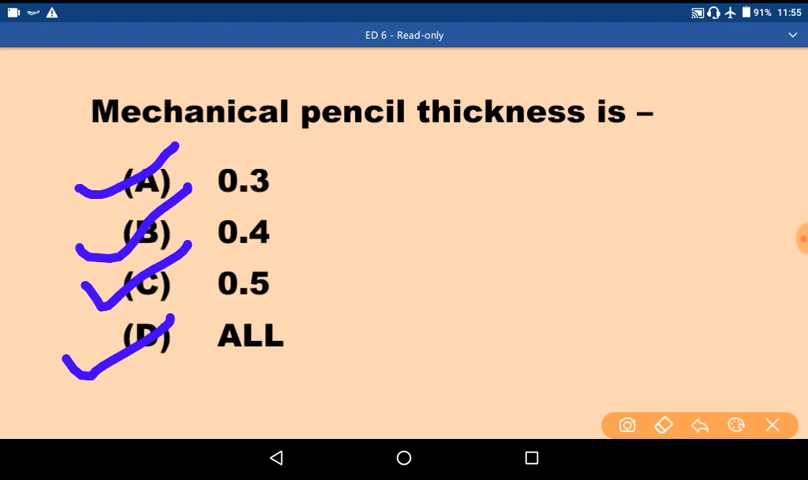 91% 11:55
ED 6 - Read-only
Mechanical pencil thickness is –
(A) 0.3
(B) 0.4
(C) 0.5
(D) ALL